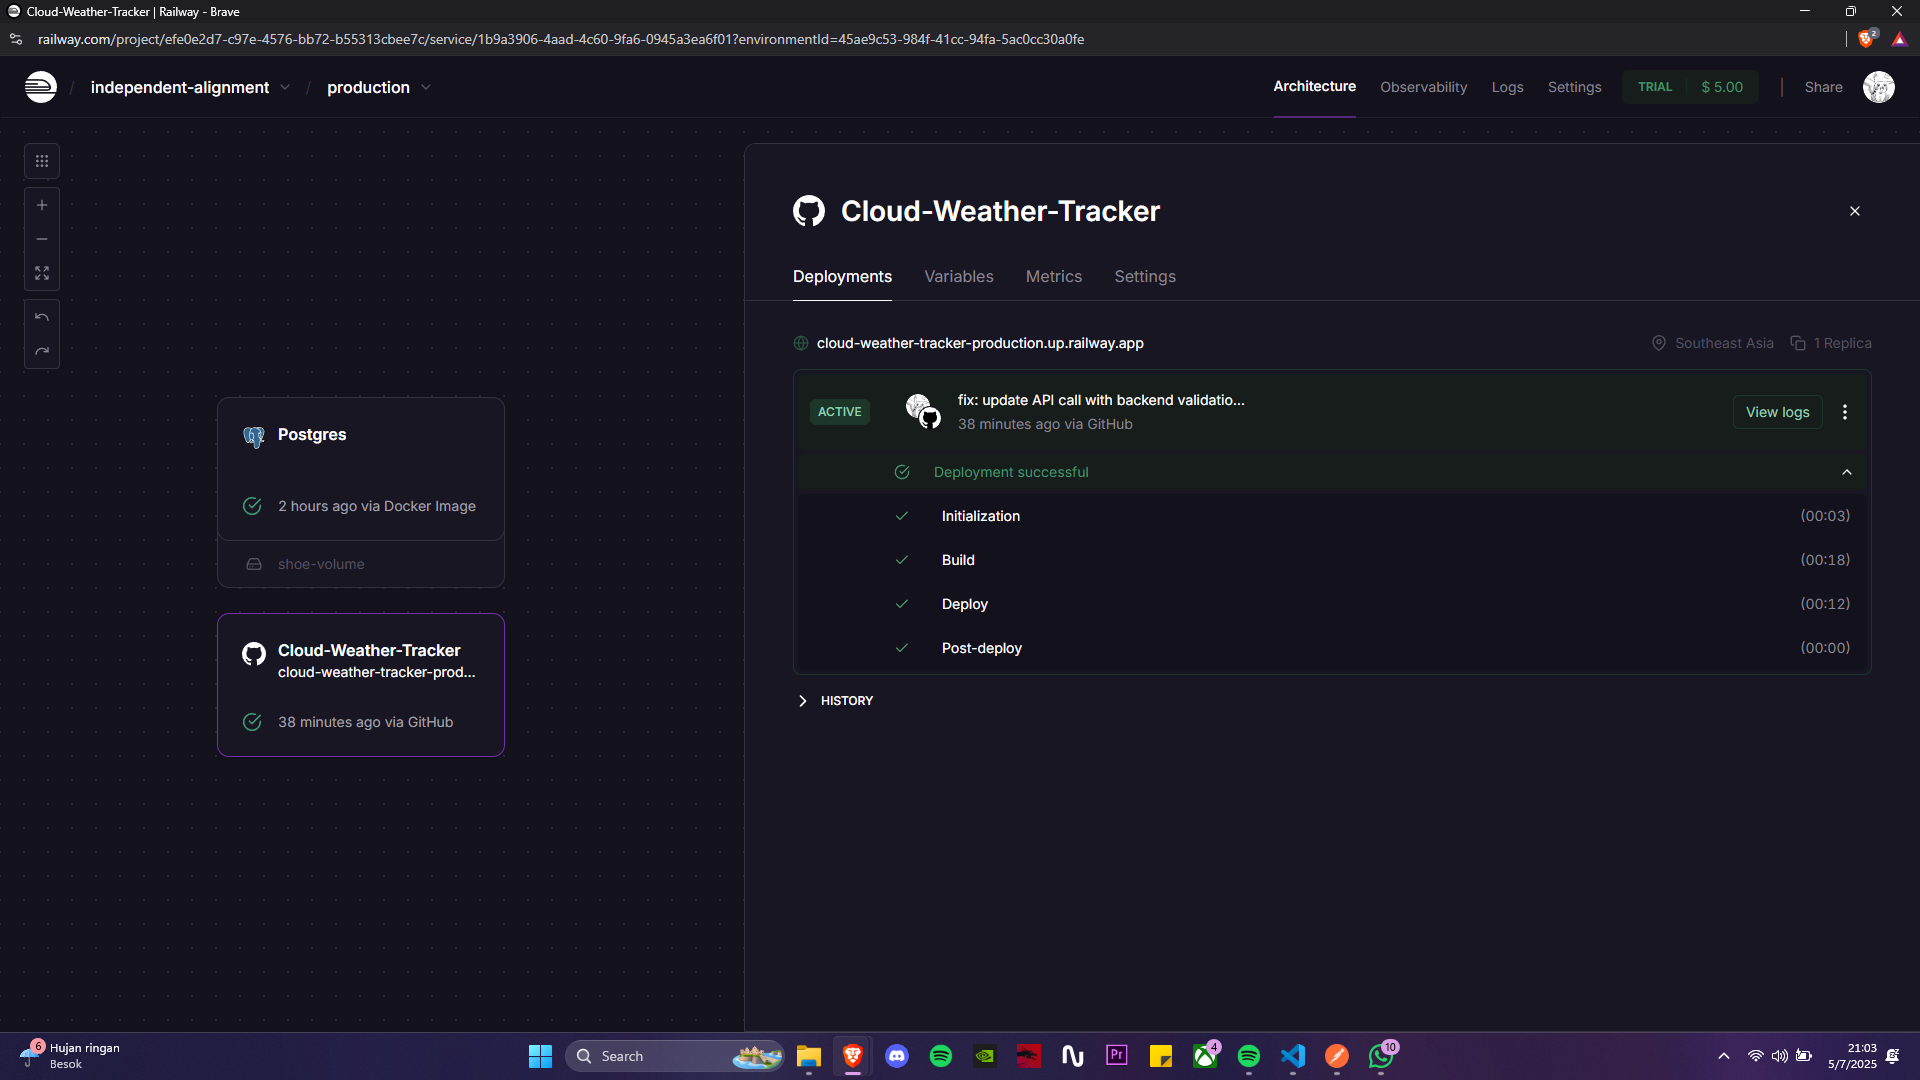 Cloud-Weather-Tracker | Railway - Brave
railway.com/project/efe0e2d7-c97e-4576-bb72-b55313cbee7c/service/1b9a3906-4aad-4c60-9fa6-0945a3ea6f01?environmentId=45ae9c53-984f-41cc-94fa-5ac0cc30a0fe
2
/ independent-alignment / production
Architecture Observability Logs Settings TRIAL $ 5.00 Share
Cloud-Weather-Tracker
Deployments Variables Metrics Settings
cloud-weather-tracker-production.up.railway.app
Southeast Asia 1 Replica
ACTIVE
fix: update API call with backend validatio...
38 minutes ago via GitHub
View logs
Deployment successful
Initialization (00:03)
Build (00:18)
Deploy (00:12)
Post-deploy (00:00)
HISTORY
Postgres
2 hours ago via Docker Image
shoe-volume
Cloud-Weather-Tracker
cloud-weather-tracker-prod...
38 minutes ago via GitHub
6
Hujan ringan
Besok
Search
Pr
4
10
21:03
5/7/2025